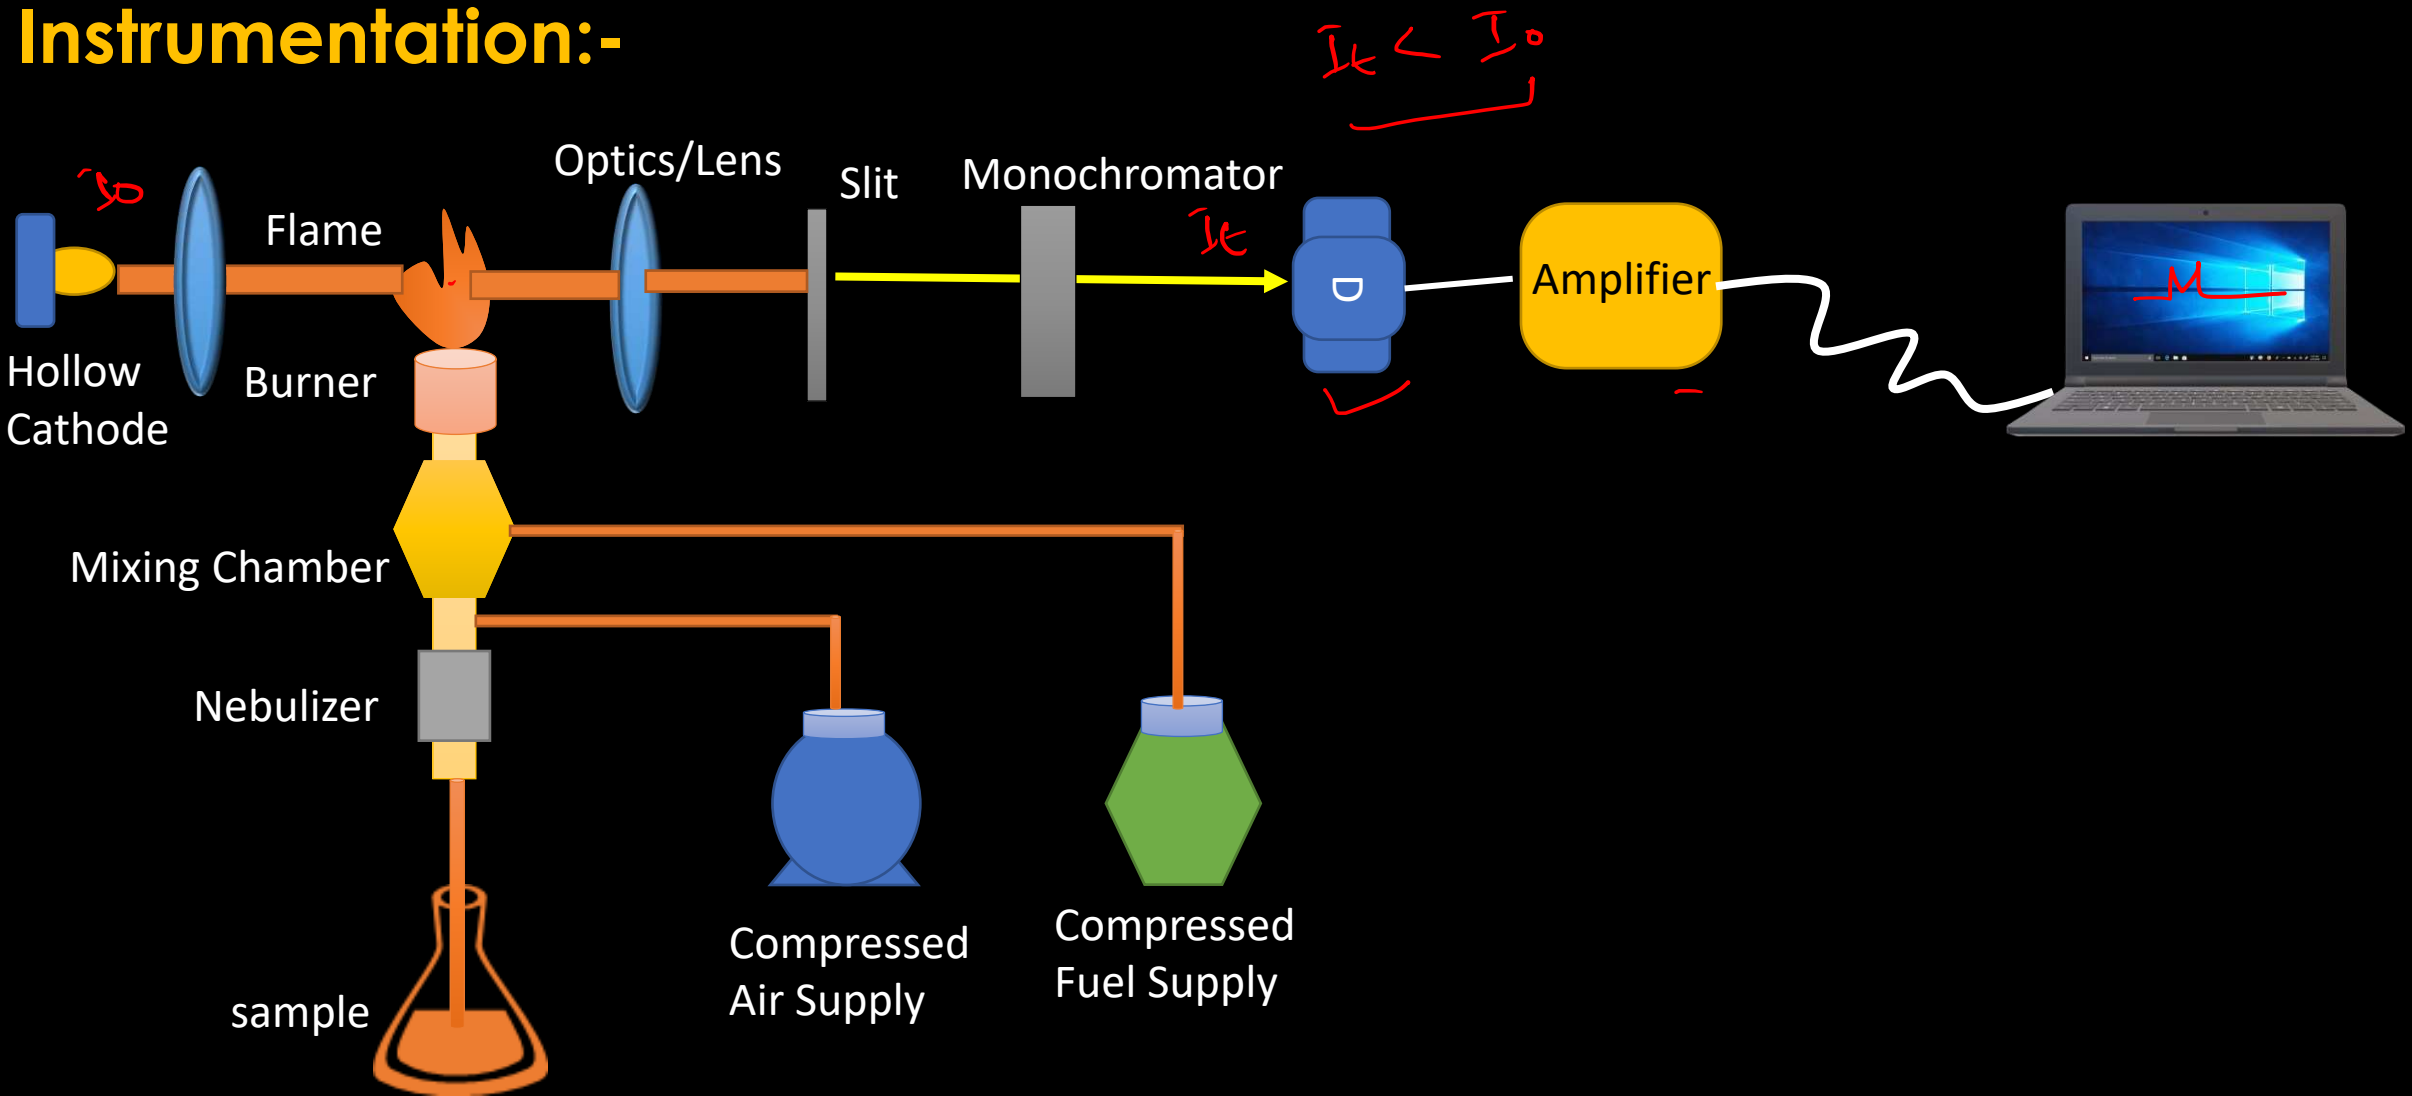 Instrumentation:-
It < Io
Optics/Lens
Slit
Monochromator
Io
Flame
It
D
Amplifier
M
Hollow
Cathode
Burner
Mixing Chamber
Nebulizer
Compressed
Air Supply
Compressed
Fuel Supply
sample